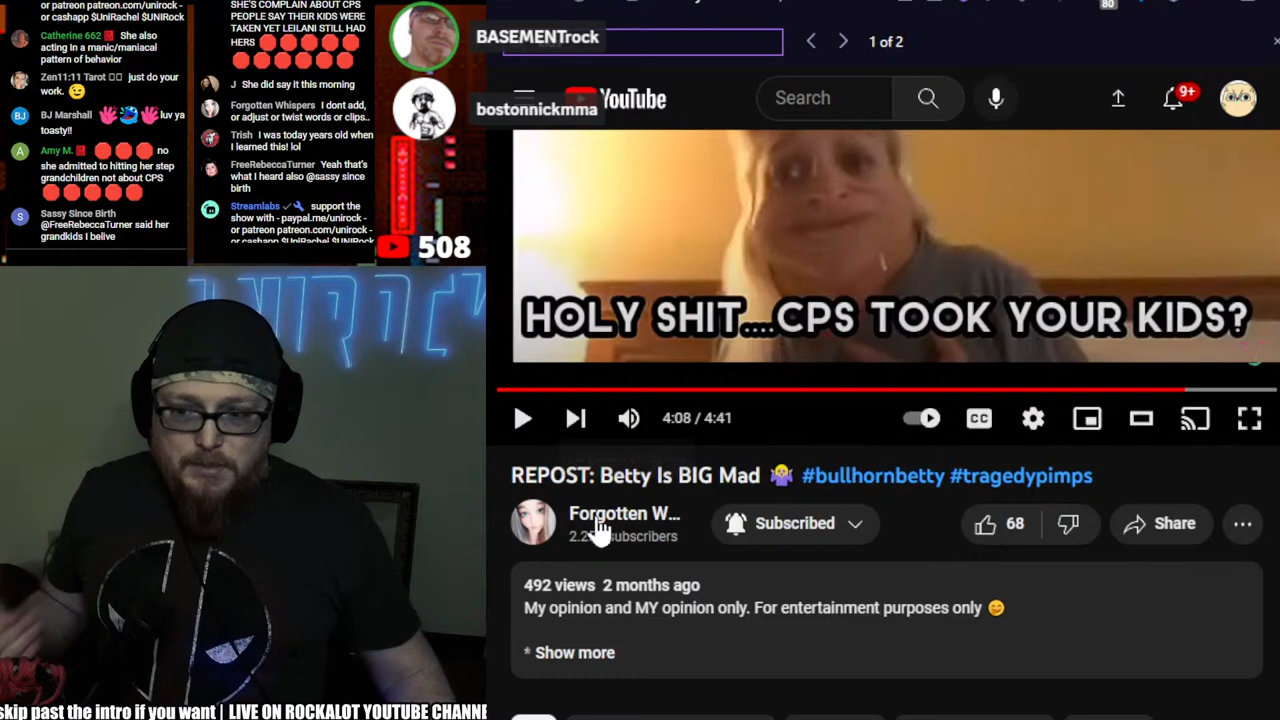 or patreon patreon.com/unirock -
or cashapp $UniRachel $UNIRock
Catherine 662 She also
acting In a manic/maniacal
pattern of behavior
Zen11:11 Tarot just do your
work. 😉
BJ Marshall luv ya
toasty!!
Amy M. no
she admitted to hitting her step
grandchildren not about CPS
Sassy Since Birth
@FreeRebeccaTurner said her
grandkids I belive
SHE'S COMPLAIN ABOUT CPS
PEOPLE SAY THEIR KIDS WERE
TAKEN YET LEILANI STILL HAD
HERS
J She did say it this morning
Forgotten Whispers I dont add,
or adjust or twist words or clips..
Trish I was today years old when
I learned this! lol
FreeRebeccaTurner Yeah that's
what I heard also @sassy since
birth
Streamlabs support the
show with - paypal.me/unirock -
or patreon patreon.com/unirock -
or cashapp $UniRachel $UNIRock
BASEMENTrock
bostonnickmma
508
80
1 of 2
YouTube
Search
9+
HOLY SHIT....CPS TOOK YOUR KIDS?
4:08 / 4:41
CC
REPOST: Betty Is BIG Mad 🤷‍♀️ #bullhornbetty #tragedypimps
Forgotten W...
subscribers
Subscribed
68
Share
492 views 2 months ago
My opinion and MY opinion only. For entertainment purposes only 😊
* Show more
skip past the intro if you want | LIVE ON ROCKALOT YOUTUBE CHANNE